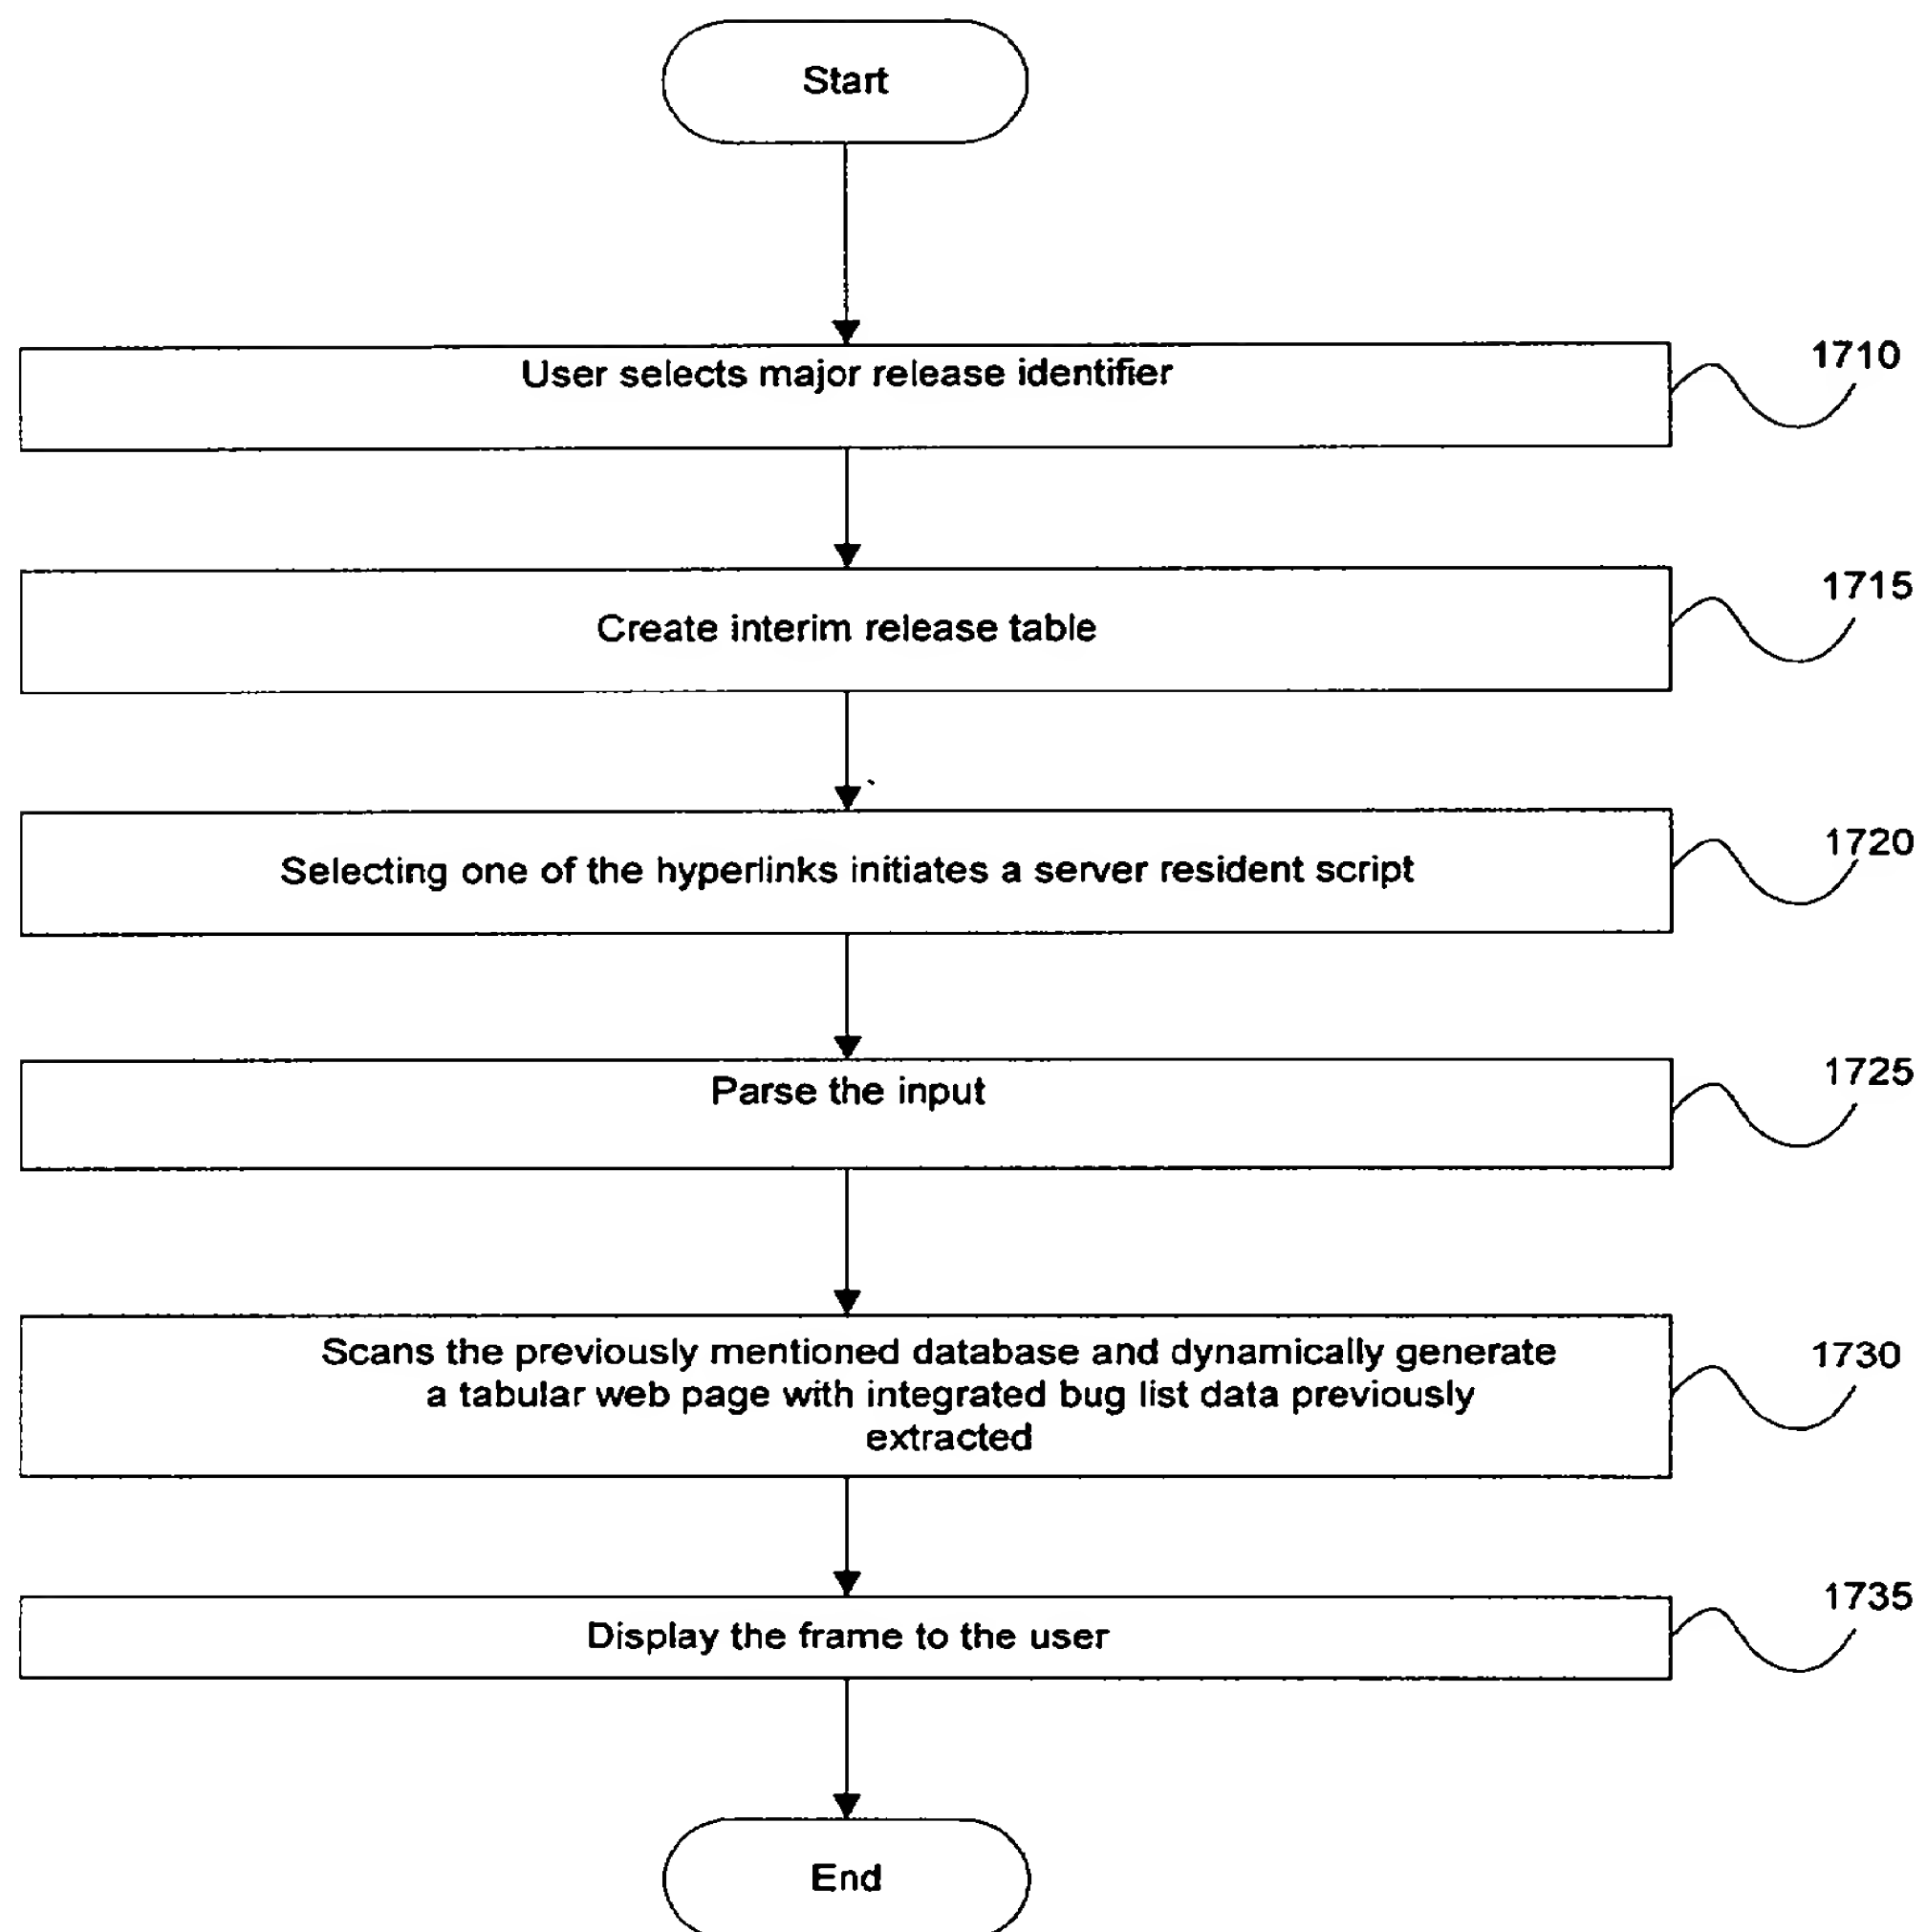 Start
User selects major release identifier
1710
Create interim release table
1715
Selecting one of the hyperlinks initiates a server resident script
1720
Parse the input
1725
Scans the previously mentioned database and dynamically generate
a tabular web page with integrated bug list data previously
extracted
1730
Display the frame to the user
1735
End